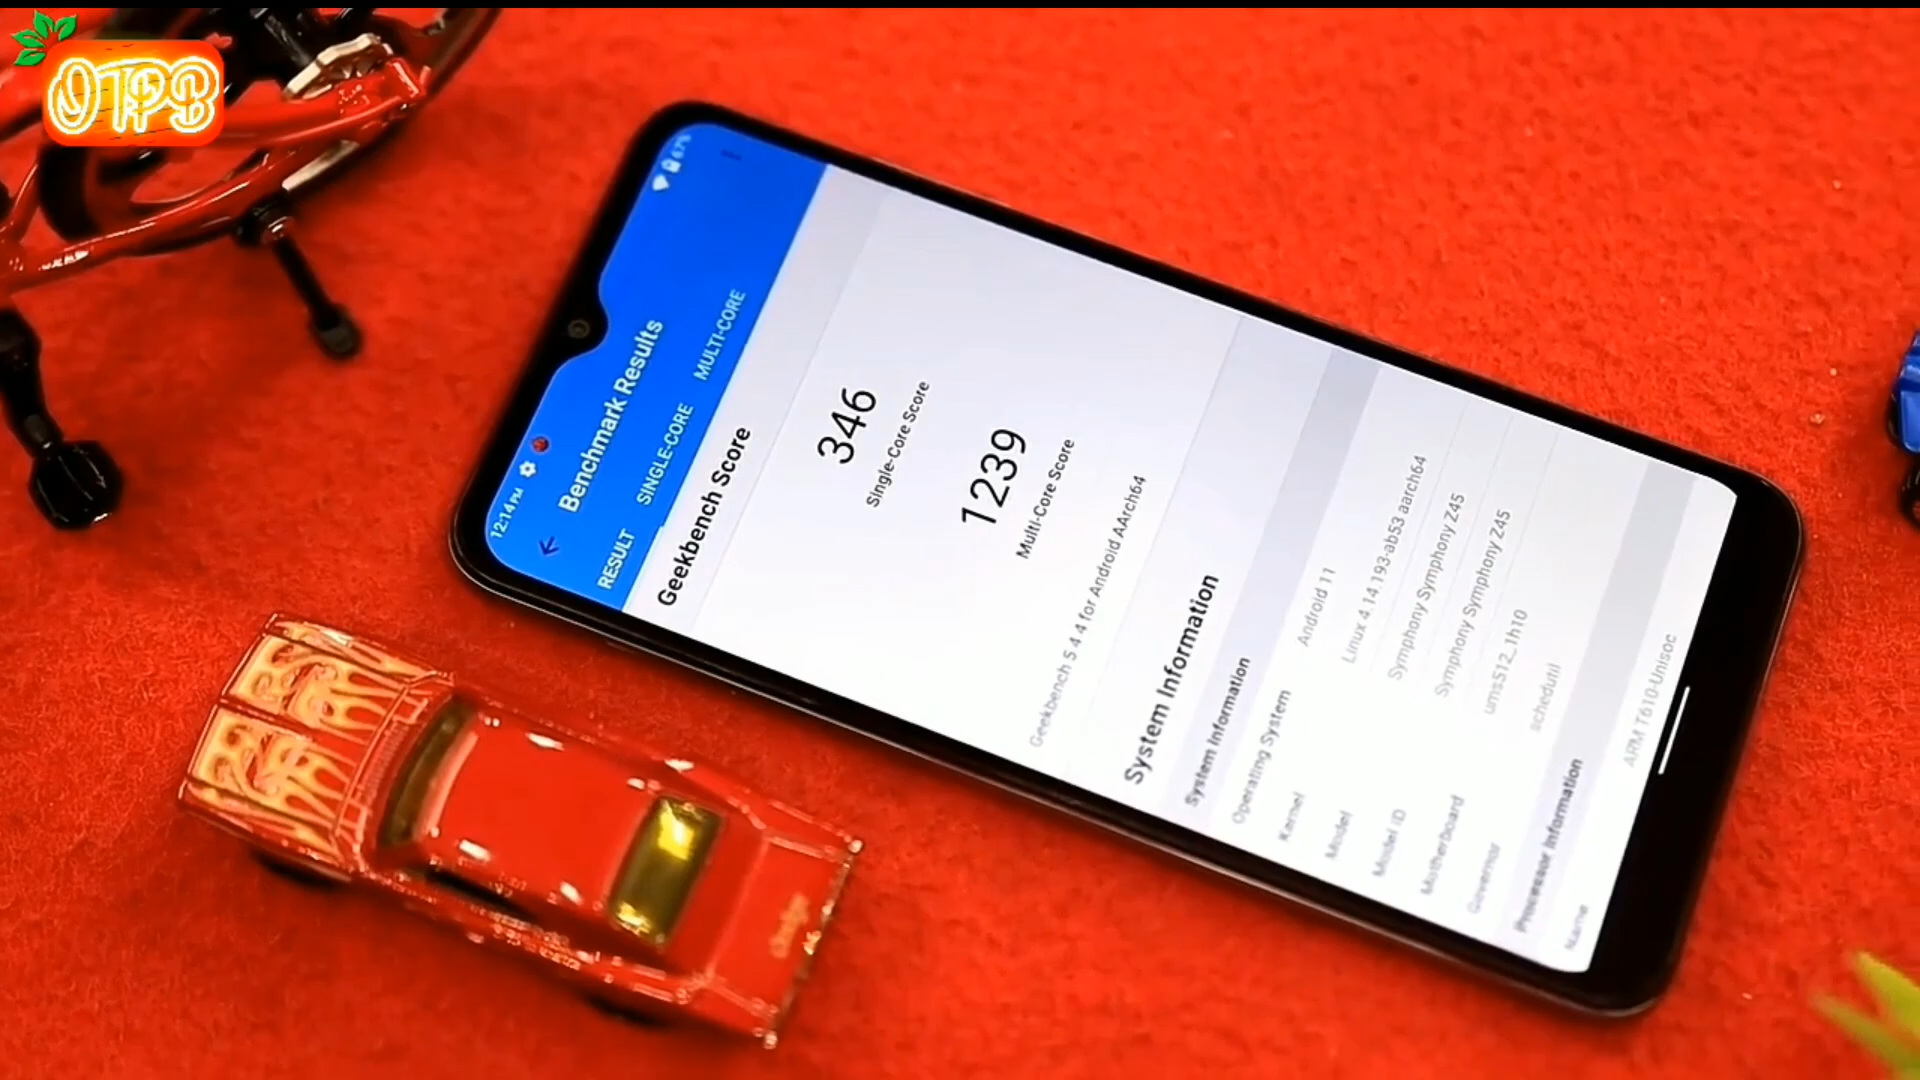 OTPB
12:14 PM
67%
Benchmark Results
RESULT SINGLE-CORE MULTI-CORE
Geekbench Score
346
Single-Core Score
1239
Multi-Core Score
Geekbench 5.4.4 for Android AArch64
System Information
System Information
Operating System Android 11
Kernel Linux 4.14.193-ab53 aarch64
Model Symphony Symphony Z45
Model ID Symphony Symphony Z45
Motherboard ums512_1h10
Governor schedutil
Processor Information
Name ARM T610-Unisoc